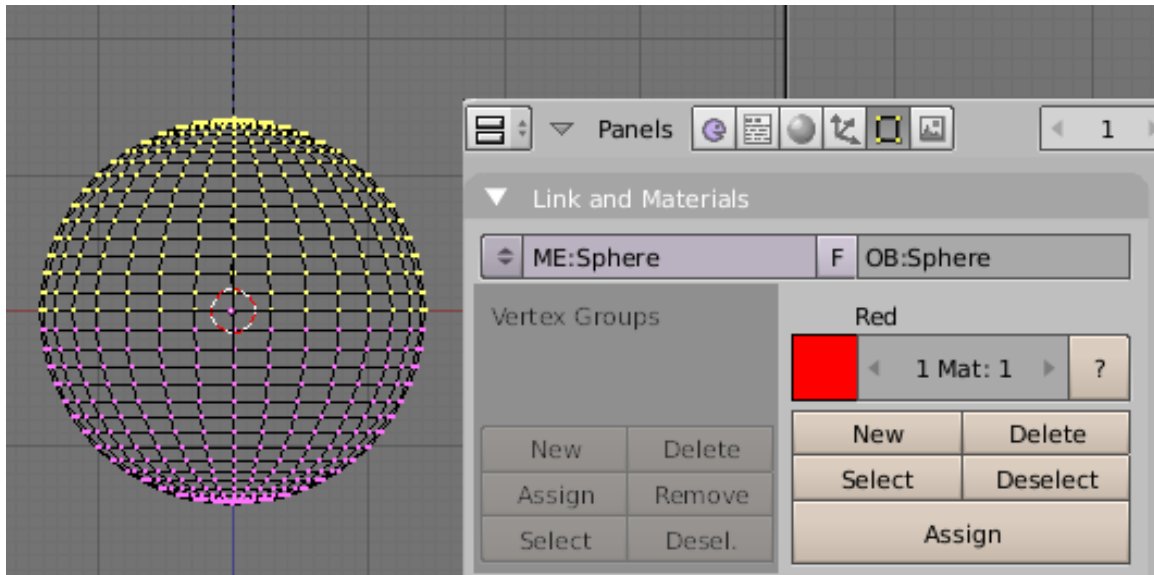 Panels 1
Link and Materials
ME:Sphere F OB:Sphere
Vertex Groups Red
1 Mat: 1 ?
New Delete New Delete
Assign Remove Select Deselect
Select Desel. Assign